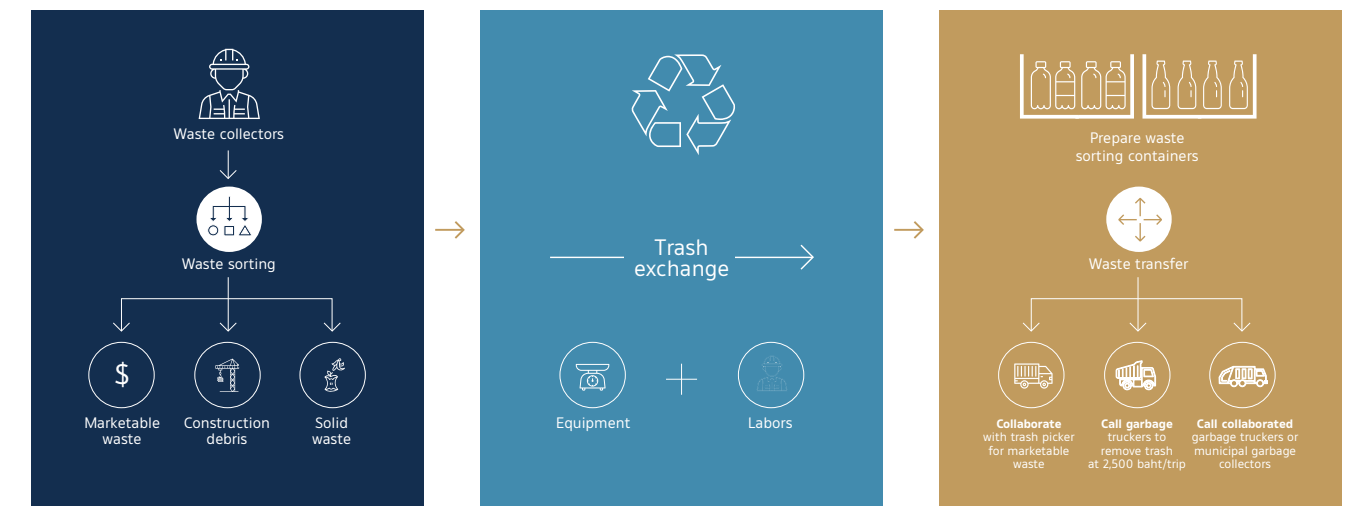 Waste collectors
Waste sorting
$
Marketable
waste
Construction
debris
Solid
waste
Trash
exchange
Equipment
Labors
Prepare waste
sorting containers
Waste transfer
Collaborate
with trash picker
for marketable
waste
Call garbage
truckers to
remove trash
at 2,500 baht/trip
Call collaborated
garbage truckers or
municipal garbage
collectors